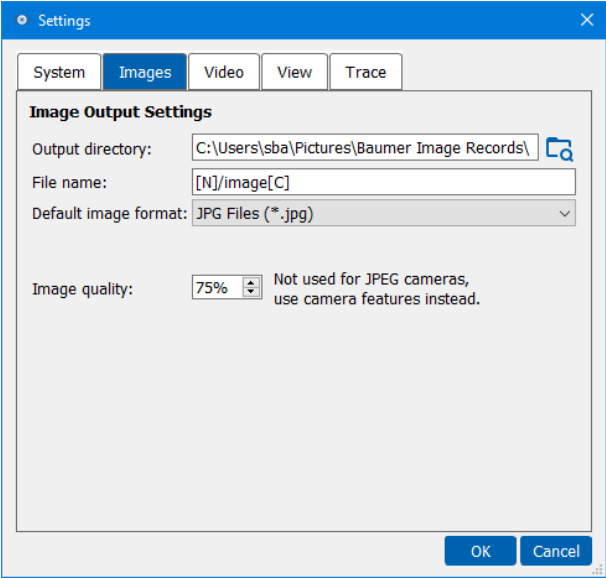 Settings
System Images Video View Trace
Image Output Settings
Output directory: C:\Users\sba\Pictures\Baumer Image Records\
File name: [N]/image[C]
Default image format: JPG Files (*.jpg)
Image quality: 75% Not used for JPEG cameras,
use camera features instead.
OK Cancel